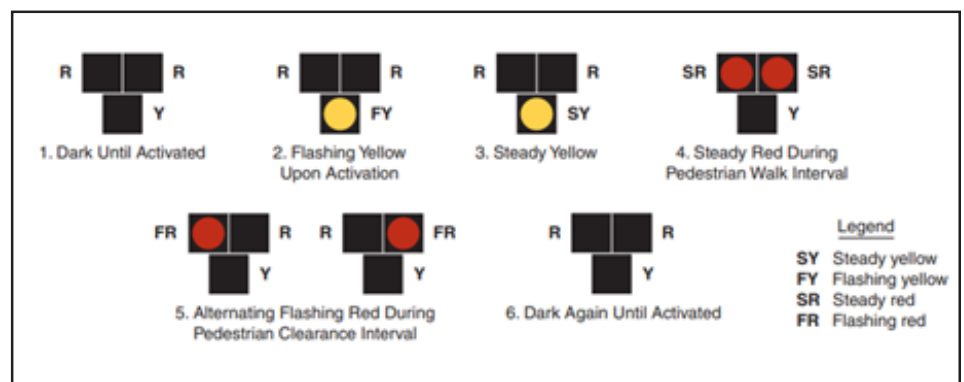 R R Y
1. Dark Until Activated
R R FY
2. Flashing Yellow
Upon Activation
R R SY
3. Steady Yellow
SR SR Y
4. Steady Red During
Pedestrian Walk Interval
FR R Y R FR Y
5. Alternating Flashing Red During
Pedestrian Clearance Interval
R R Y
6. Dark Again Until Activated
Legend
SY Steady yellow
FY Flashing yellow
SR Steady red
FR Flashing red